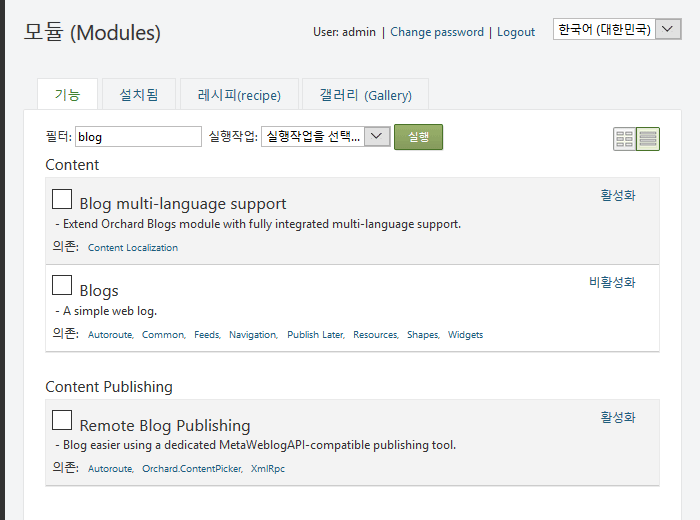 모듈 (Modules)
User: admin | Change password | Logout
한국어 (대한민국)
기능 설치됨 레시피(recipe) 갤러리 (Gallery)
필터: blog 실행작업: 실행작업을 선택... 실행
Content
Blog multi-language support 활성화
- Extend Orchard Blogs module with fully integrated multi-language support.
의존: Content Localization
Blogs 비활성화
- A simple web log.
의존: Autoroute, Common, Feeds, Navigation, Publish Later, Resources, Shapes, Widgets
Content Publishing
Remote Blog Publishing 활성화
- Blog easier using a dedicated MetaWeblogAPI-compatible publishing tool.
의존: Autoroute, Orchard.ContentPicker, XmlRpc